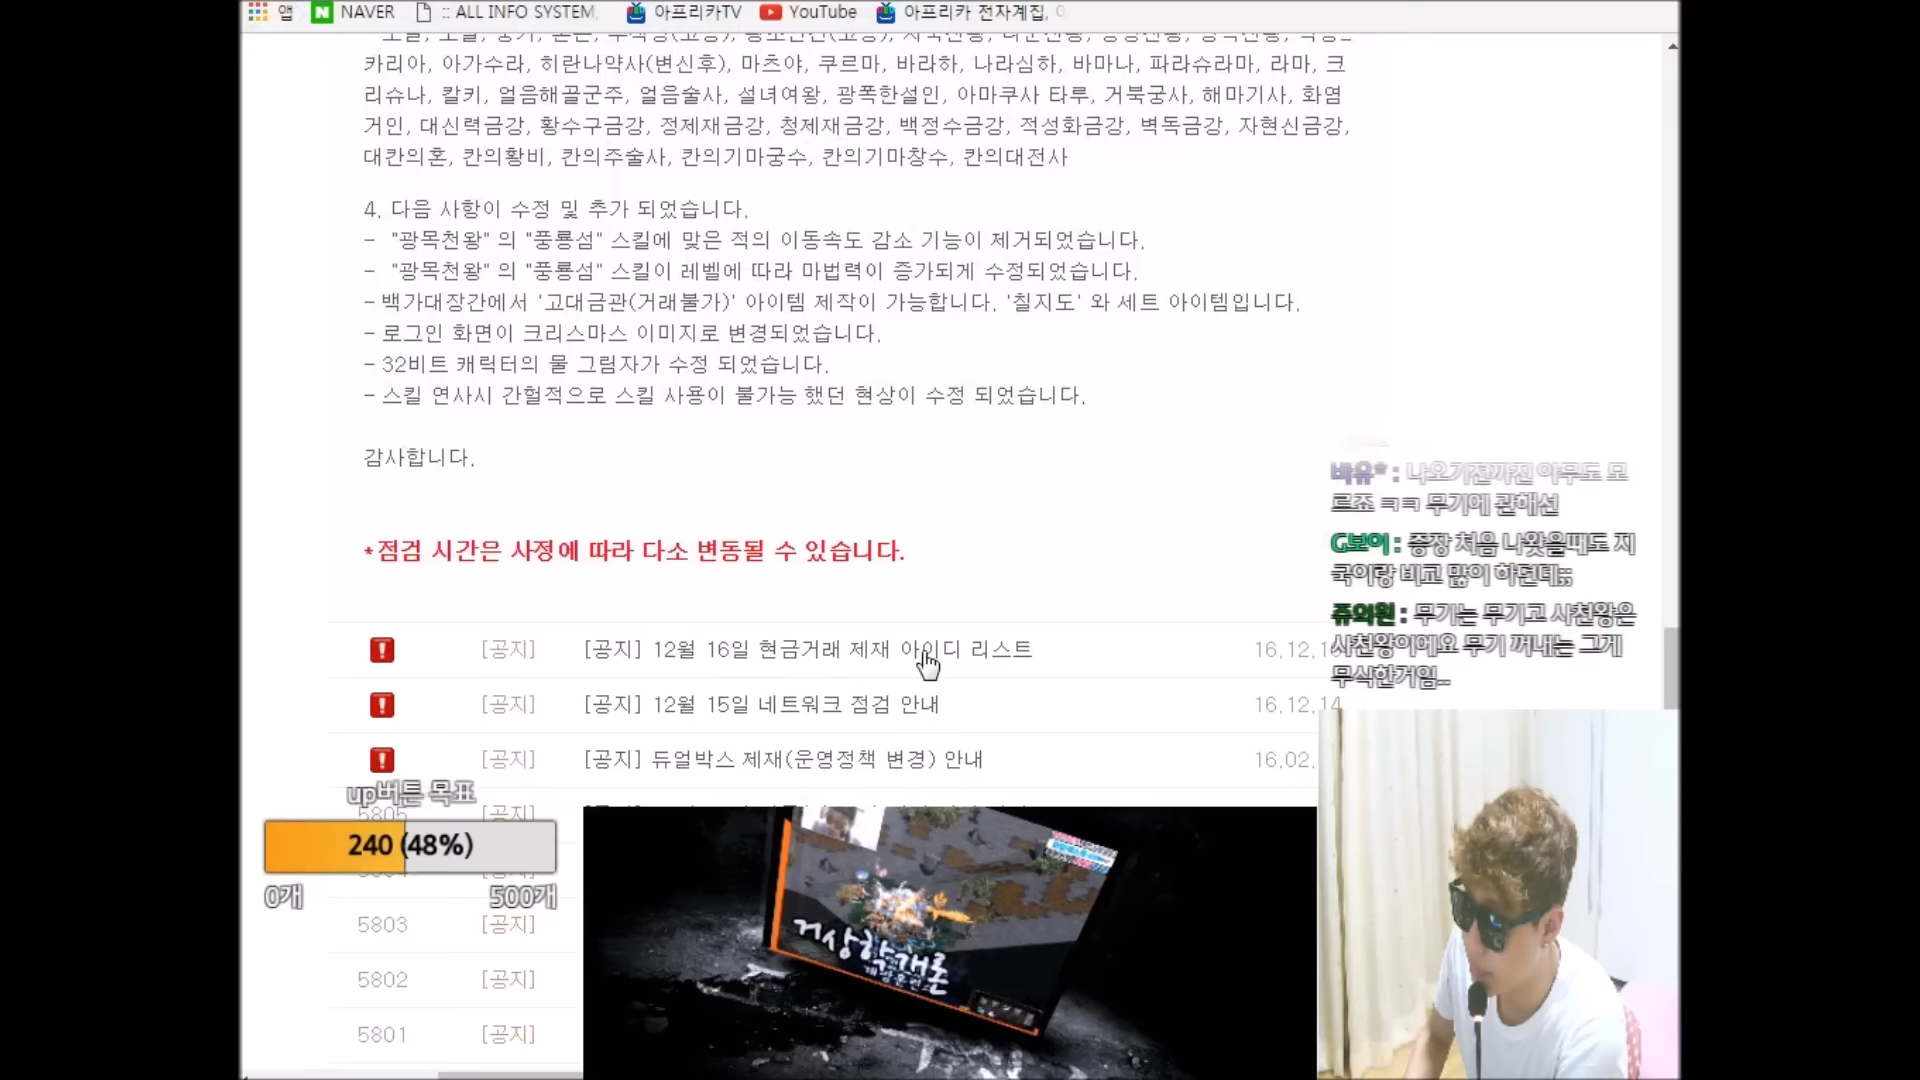 앱 NAVER :: ALL INFO SYSTEM, 아프리카TV YouTube 아프리카 전자계집,
카리아, 아가수라, 히란나약사(변신후), 마츠야, 쿠르마, 바라하, 나라심하, 바마나, 파라슈라마, 라마, 크
리슈나, 칼키, 얼음해골군주, 얼음술사, 설녀여왕, 광폭한설인, 아마쿠사 타루, 거북궁사, 해마기사, 화염
거인, 대신력금강, 황수구금강, 정제재금강, 청제재금강, 백정수금강, 적성화금강, 벽독금강, 자현신금강,
대칸의혼, 칸의황비, 칸의주술사, 칸의기마궁수, 칸의기마창수, 칸의대전사
4. 다음 사항이 수정 및 추가 되었습니다.
- "광목천왕" 의 "풍룡섬" 스킬에 맞은 적의 이동속도 감소 기능이 제거되었습니다.
- "광목천왕" 의 "풍룡섬" 스킬이 레벨에 따라 마법력이 증가되게 수정되었습니다.
- 백가대장간에서 '고대금관(거래불가)' 아이템 제작이 가능합니다. '칠지도' 와 세트 아이템입니다.
- 로그인 화면이 크리스마스 이미지로 변경되었습니다.
- 32비트 캐릭터의 물 그림자가 수정 되었습니다.
- 스킬 연사시 간헐적으로 스킬 사용이 불가능 했던 현상이 수정 되었습니다.
감사합니다.
*점검 시간은 사정에 따라 다소 변동될 수 있습니다.
바유* : 나오기전까진 아무도 모
르죠 ㅋㅋ 무기에 관해선
G보이 : 증장 처음 나왔을때도 지
국이랑 비교 많이 하던데;;
쥬의원 : 무기는 무기고 사천왕은
사천왕이에요 무기 꺼내는 그게
무식한거임..
[공지] [공지] 12월 16일 현금거래 제재 아이디 리스트 16.12.16
[공지] [공지] 12월 15일 네트워크 점검 안내 16.12.14
[공지] [공지] 듀얼박스 제재(운영정책 변경) 안내 16.02.
up버튼 목표
5805 [공지]
240 (48%)
0개 500개
5803 [공지]
5802 [공지]
5801 [공지]
거상학개론